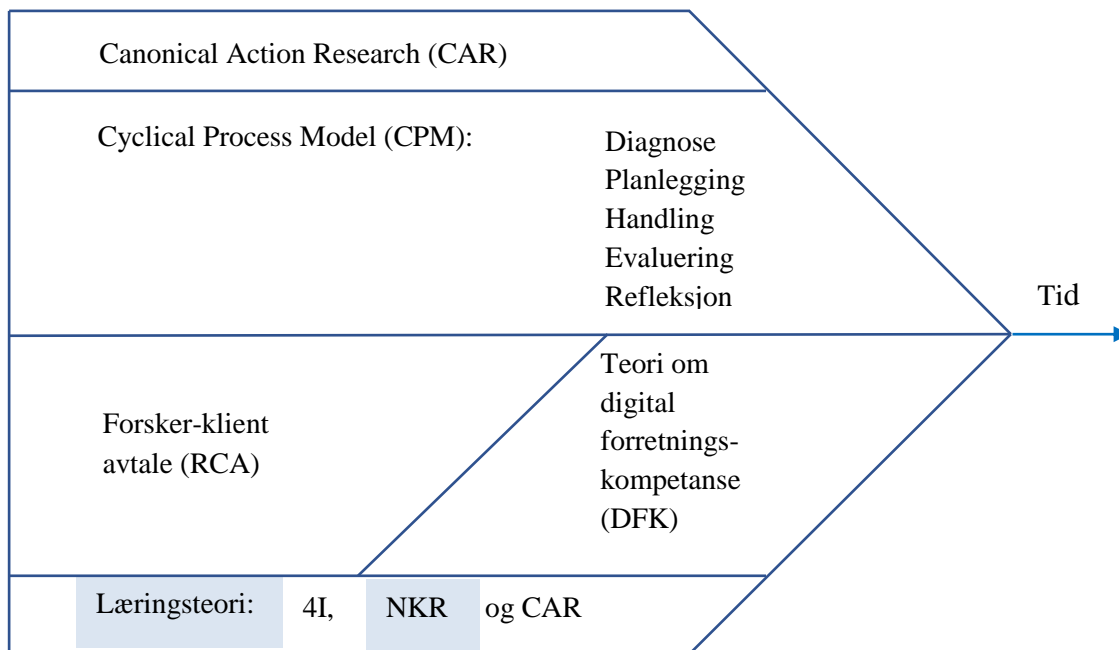 Canonical Action Research (CAR)
Cyclical Process Model (CPM):
Diagnose
Planlegging
Handling
Evaluering
Refleksjon
Tid
Forsker-klient
avtale (RCA)
Teori om
digital
forretnings-
kompetanse
(DFK)
Læringsteori: 4I, NKR og CAR